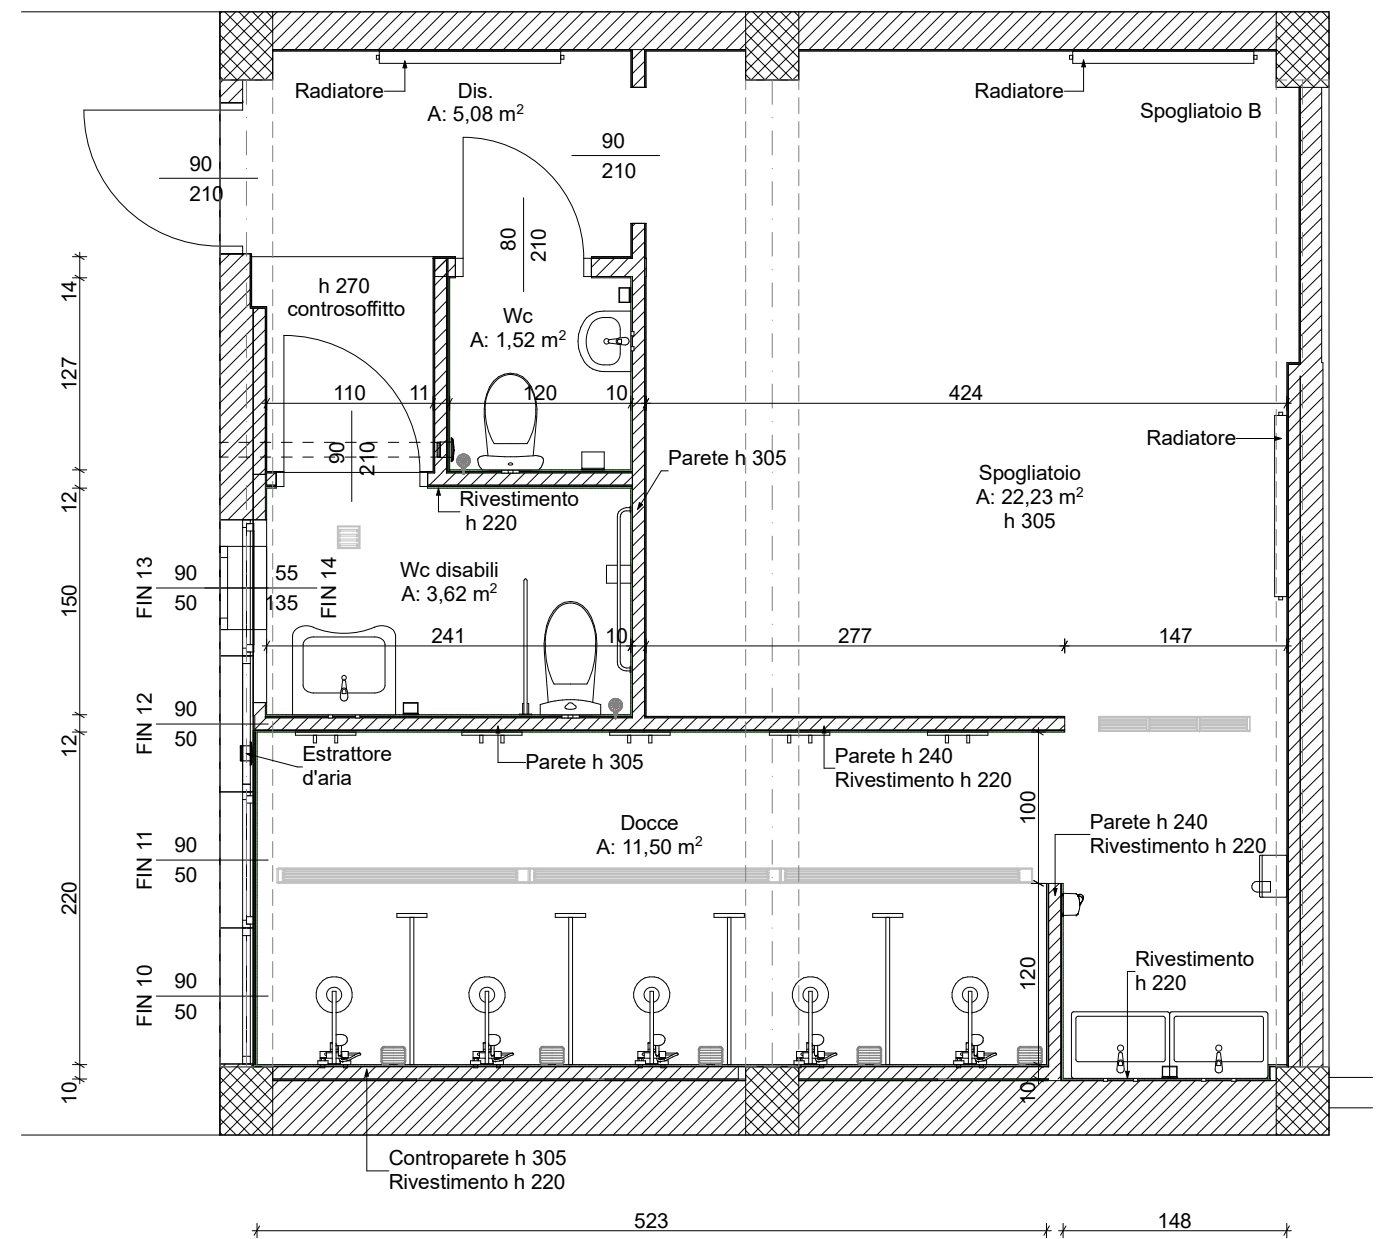 Radiatore
Dis.
A: 5,08 m²
Radiatore
Spogliatoio B
90
210
90
210
80
210
h 270
controsoffitto
Wc
A: 1,52 m²
14
127
12
150
12
220
10
110
11
120
10
424
90
210
Parete h 305
Radiatore
Spogliatoio
A: 22,23 m²
h 305
Rivestimento
h 220
FIN 13
90
50
55
135
FIN 14
Wc disabili
A: 3,62 m²
241
10
277
147
FIN 12
90
50
Estrattore
d'aria
Parete h 305
Parete h 240
Rivestimento h 220
100
Docce
A: 11,50 m²
Parete h 240
Rivestimento h 220
FIN 11
90
50
120
Rivestimento
h 220
FIN 10
90
50
10
Controparete h 305
Rivestimento h 220
523
148